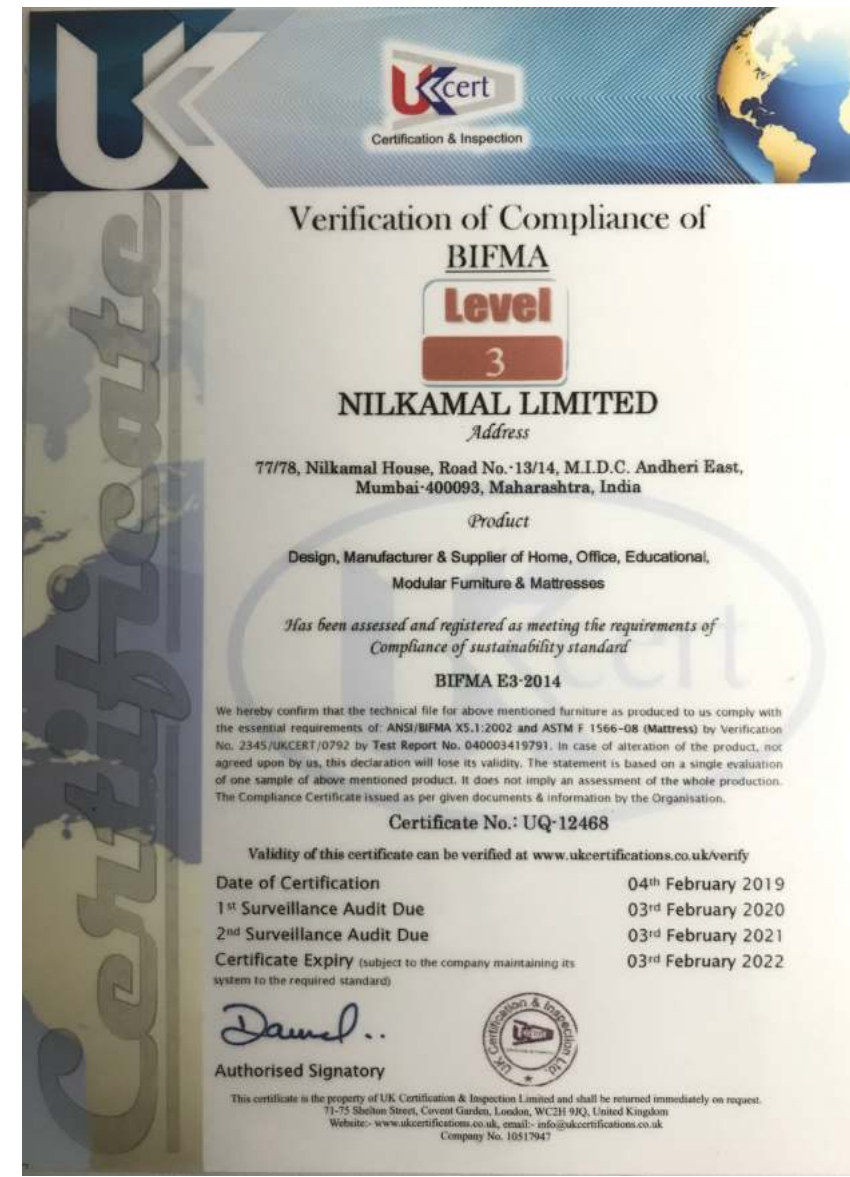 UK
UKcert
Certification & Inspection
Certificate
Verification of Compliance of
BIFMA
Level
3
NILKAMAL LIMITED
Address
77/78, Nilkamal House, Road No.-13/14, M.I.D.C. Andheri East,
Mumbai-400093, Maharashtra, India
Product
Design, Manufacturer & Supplier of Home, Office, Educational,
Modular Furniture & Mattresses
Has been assessed and registered as meeting the requirements of
Compliance of sustainability standard
BIFMA E3-2014
We hereby confirm that the technical file for above mentioned furniture as produced to us comply with
the essential requirements of: ANSI/BIFMA X5.1:2002 and ASTM F 1566-08 (Mattress) by Verification
No. 2345/UKCERT/0792 by Test Report No. 040003419791. In case of alteration of the product, not
agreed upon by us, this declaration will lose its validity. The statement is based on a single evaluation
of one sample of above mentioned product. It does not imply an assessment of the whole production.
The Compliance Certificate issued as per given documents & information by the Organisation.
Certificate No.: UQ-12468
Validity of this certificate can be verified at www.ukcertifications.co.uk/verify
Date of Certification 04th February 2019
1st Surveillance Audit Due 03rd February 2020
2nd Surveillance Audit Due 03rd February 2021
Certificate Expiry (subject to the company maintaining its 03rd February 2022
system to the required standard)
UK Certification & Inspection Ltd.
Authorised Signatory
This certificate is the property of UK Certification & Inspection Limited and shall be returned immediately on request.
71-75 Shelton Street, Covent Garden, London, WC2H 9JQ, United Kingdom
Website:- www.ukcertifications.co.uk, email:- info@ukcertifications.co.uk
Company No. 10517947